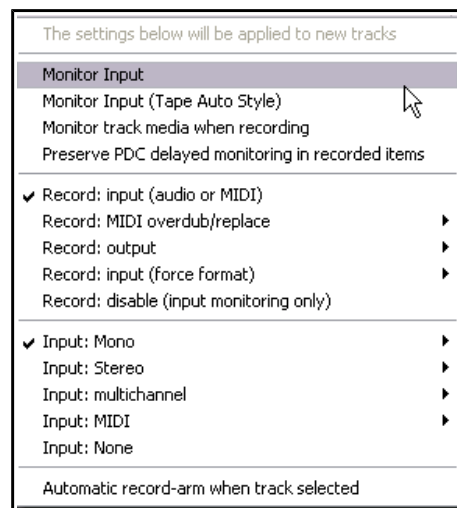 The settings below will be applied to new tracks
Monitor Input
Monitor Input (Tape Auto Style)
Monitor track media when recording
Preserve PDC delayed monitoring in recorded items
Record: input (audio or MIDI)
Record: MIDI overdub/replace
Record: output
Record: input (force format)
Record: disable (input monitoring only)
Input: Mono
Input: Stereo
Input: multichannel
Input: MIDI
Input: None
Automatic record-arm when track selected